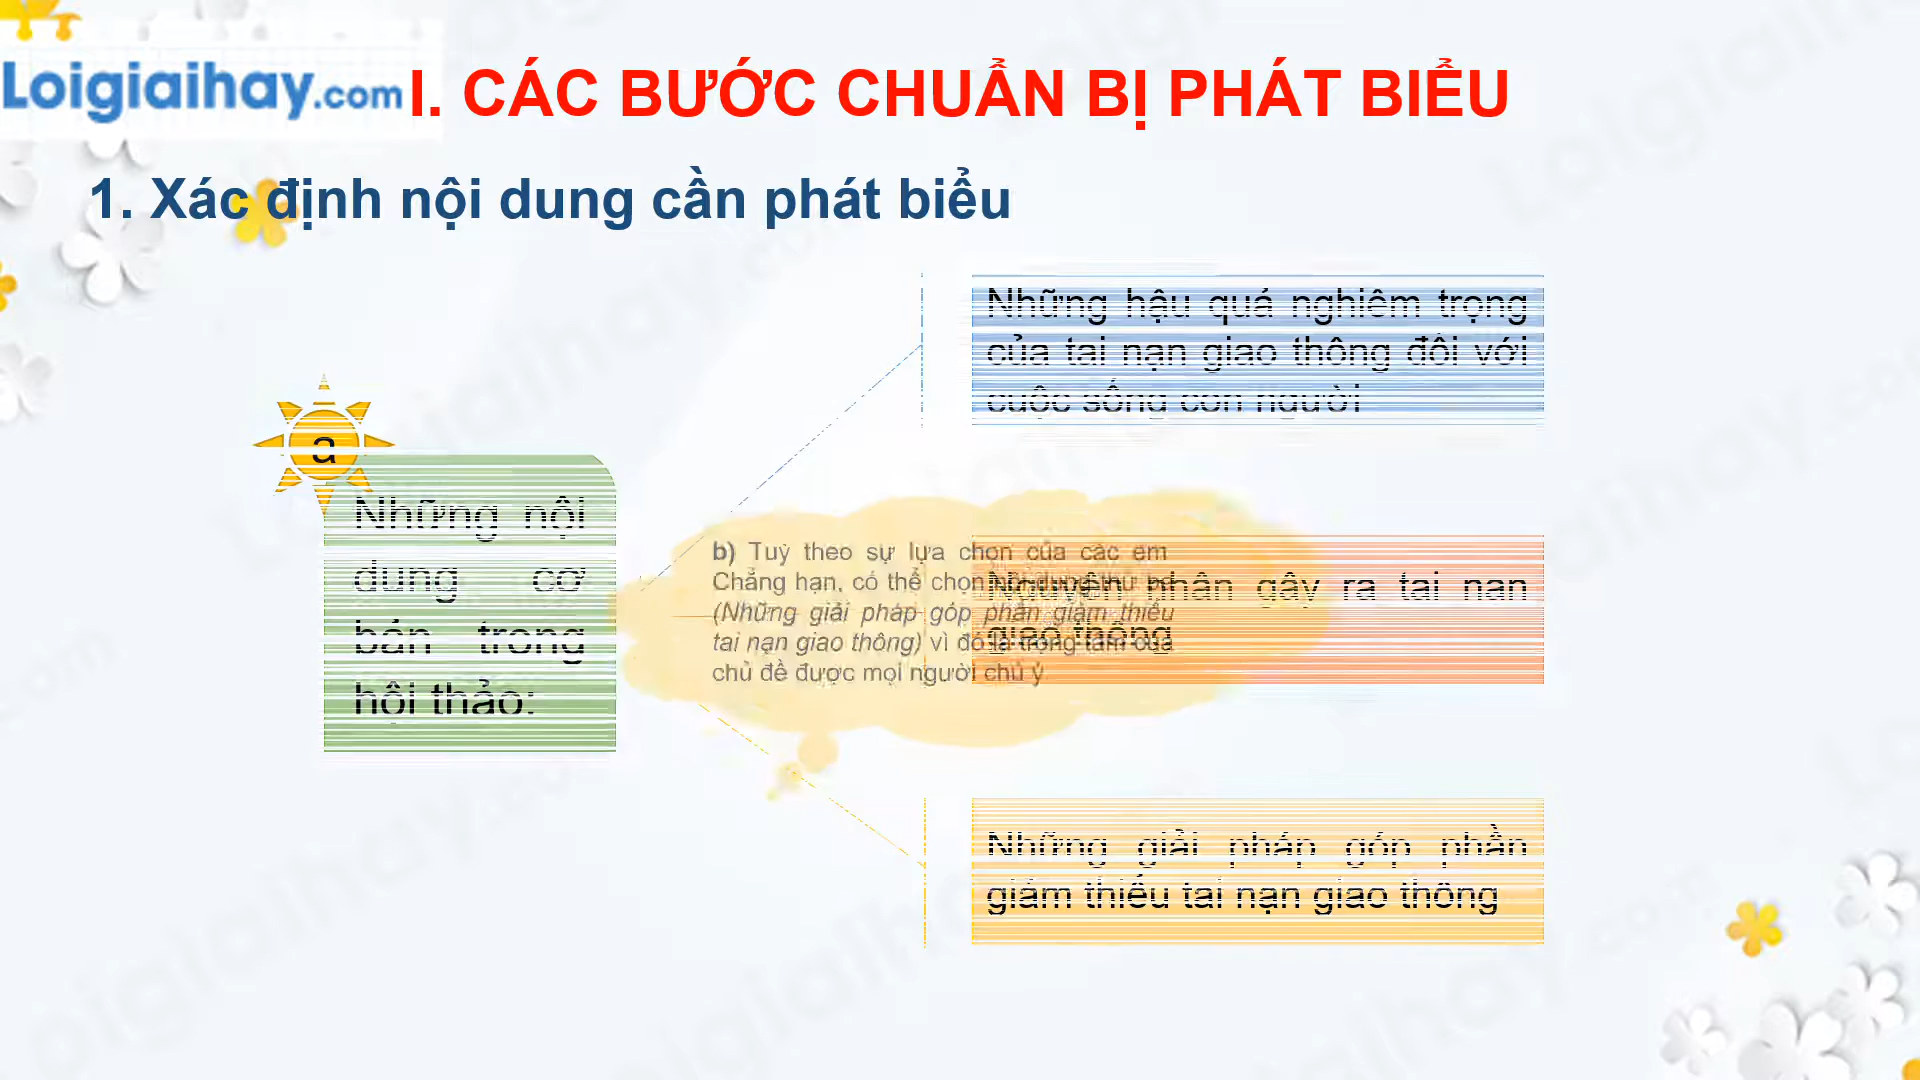 Loigiaihay.com
I. CÁC BƯỚC CHUẨN BỊ PHÁT BIỂU
1. Xác định nội dung cần phát biểu
a
Những nội
dung cơ
bản trong
hội thảo:
Những hậu quả nghiêm trọng
của tai nạn giao thông đối với
cuộc sống con người
b) Tuỳ theo sự lựa chọn của các em
Chẳng hạn, có thể chọn nội dung thứ ba
(Những giải pháp góp phần giảm thiểu
tai nạn giao thông) vì đó là trọng tâm của
chủ đề được mọi người chú ý
Nguyên nhân gây ra tai nạn
giao thông
Những giải pháp góp phần
giảm thiểu tai nạn giao thông